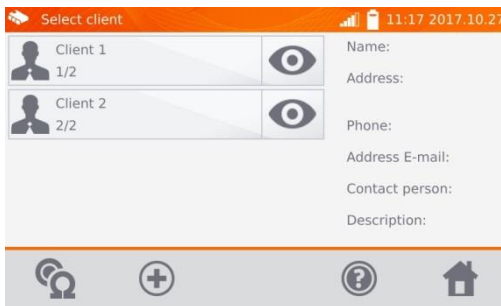 Select client
11:17 2017.10.27
Client 1
1/2
Client 2
2/2
Name:
Address:
Phone:
Address E-mail:
Contact person:
Description: